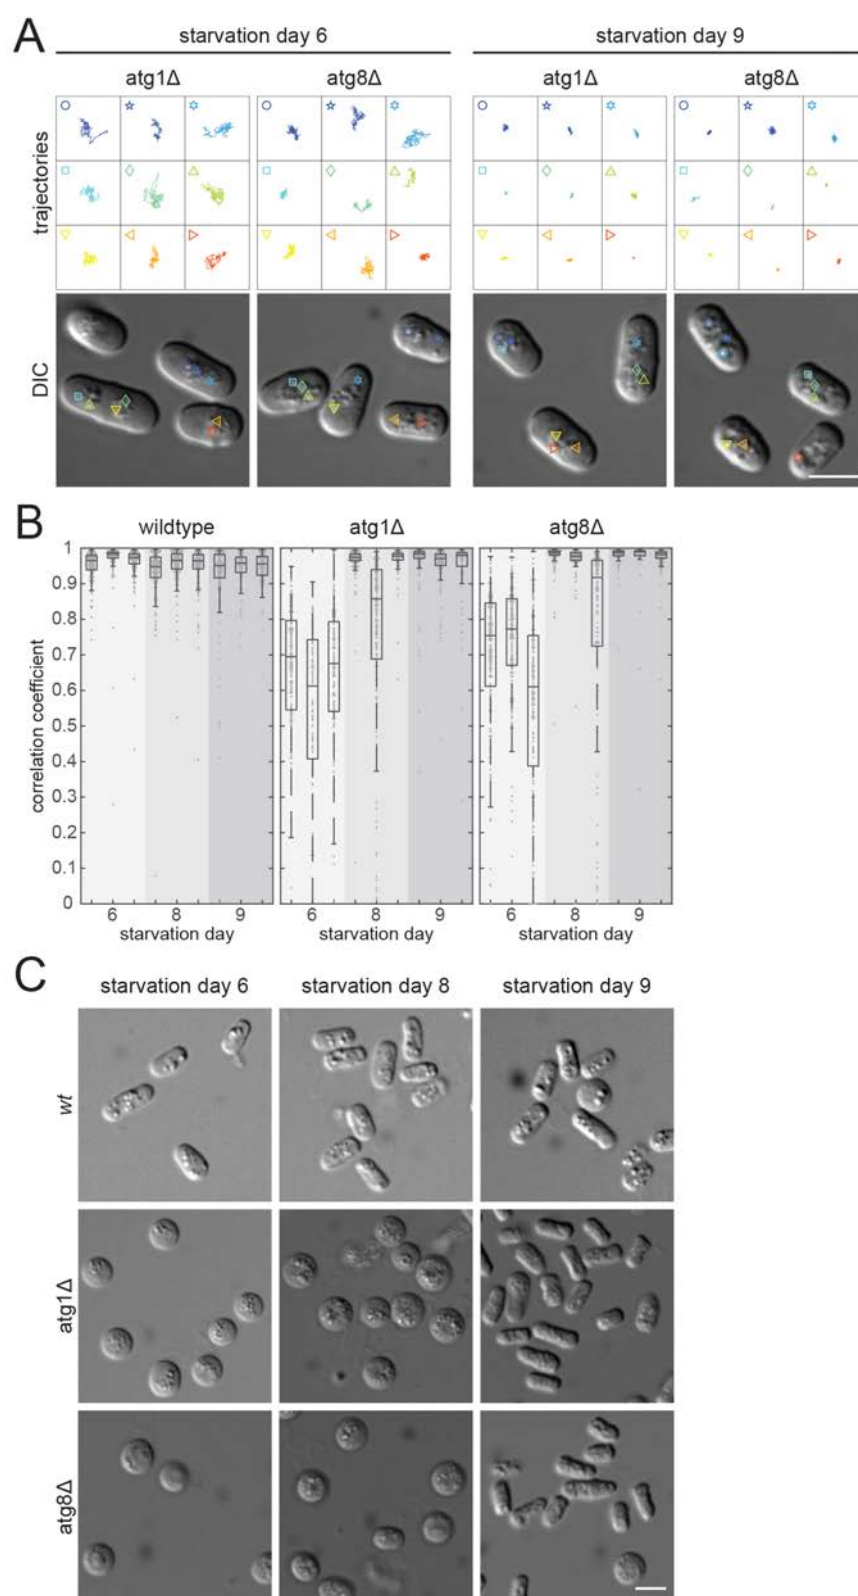 A
starvation day 6
starvation day 9
atg1Δ
atg8Δ
atg1Δ
atg8Δ
trajectories
DIC
B
wildtype
atg1Δ
atg8Δ
correlation coefficient
1
0.9
0.8
0.7
0.6
0.5
0.4
0.3
0.2
0.1
0
6
8
9
6
8
9
6
8
9
starvation day
starvation day
starvation day
C
starvation day 6
starvation day 8
starvation day 9
wt
atg1Δ
atg8Δ